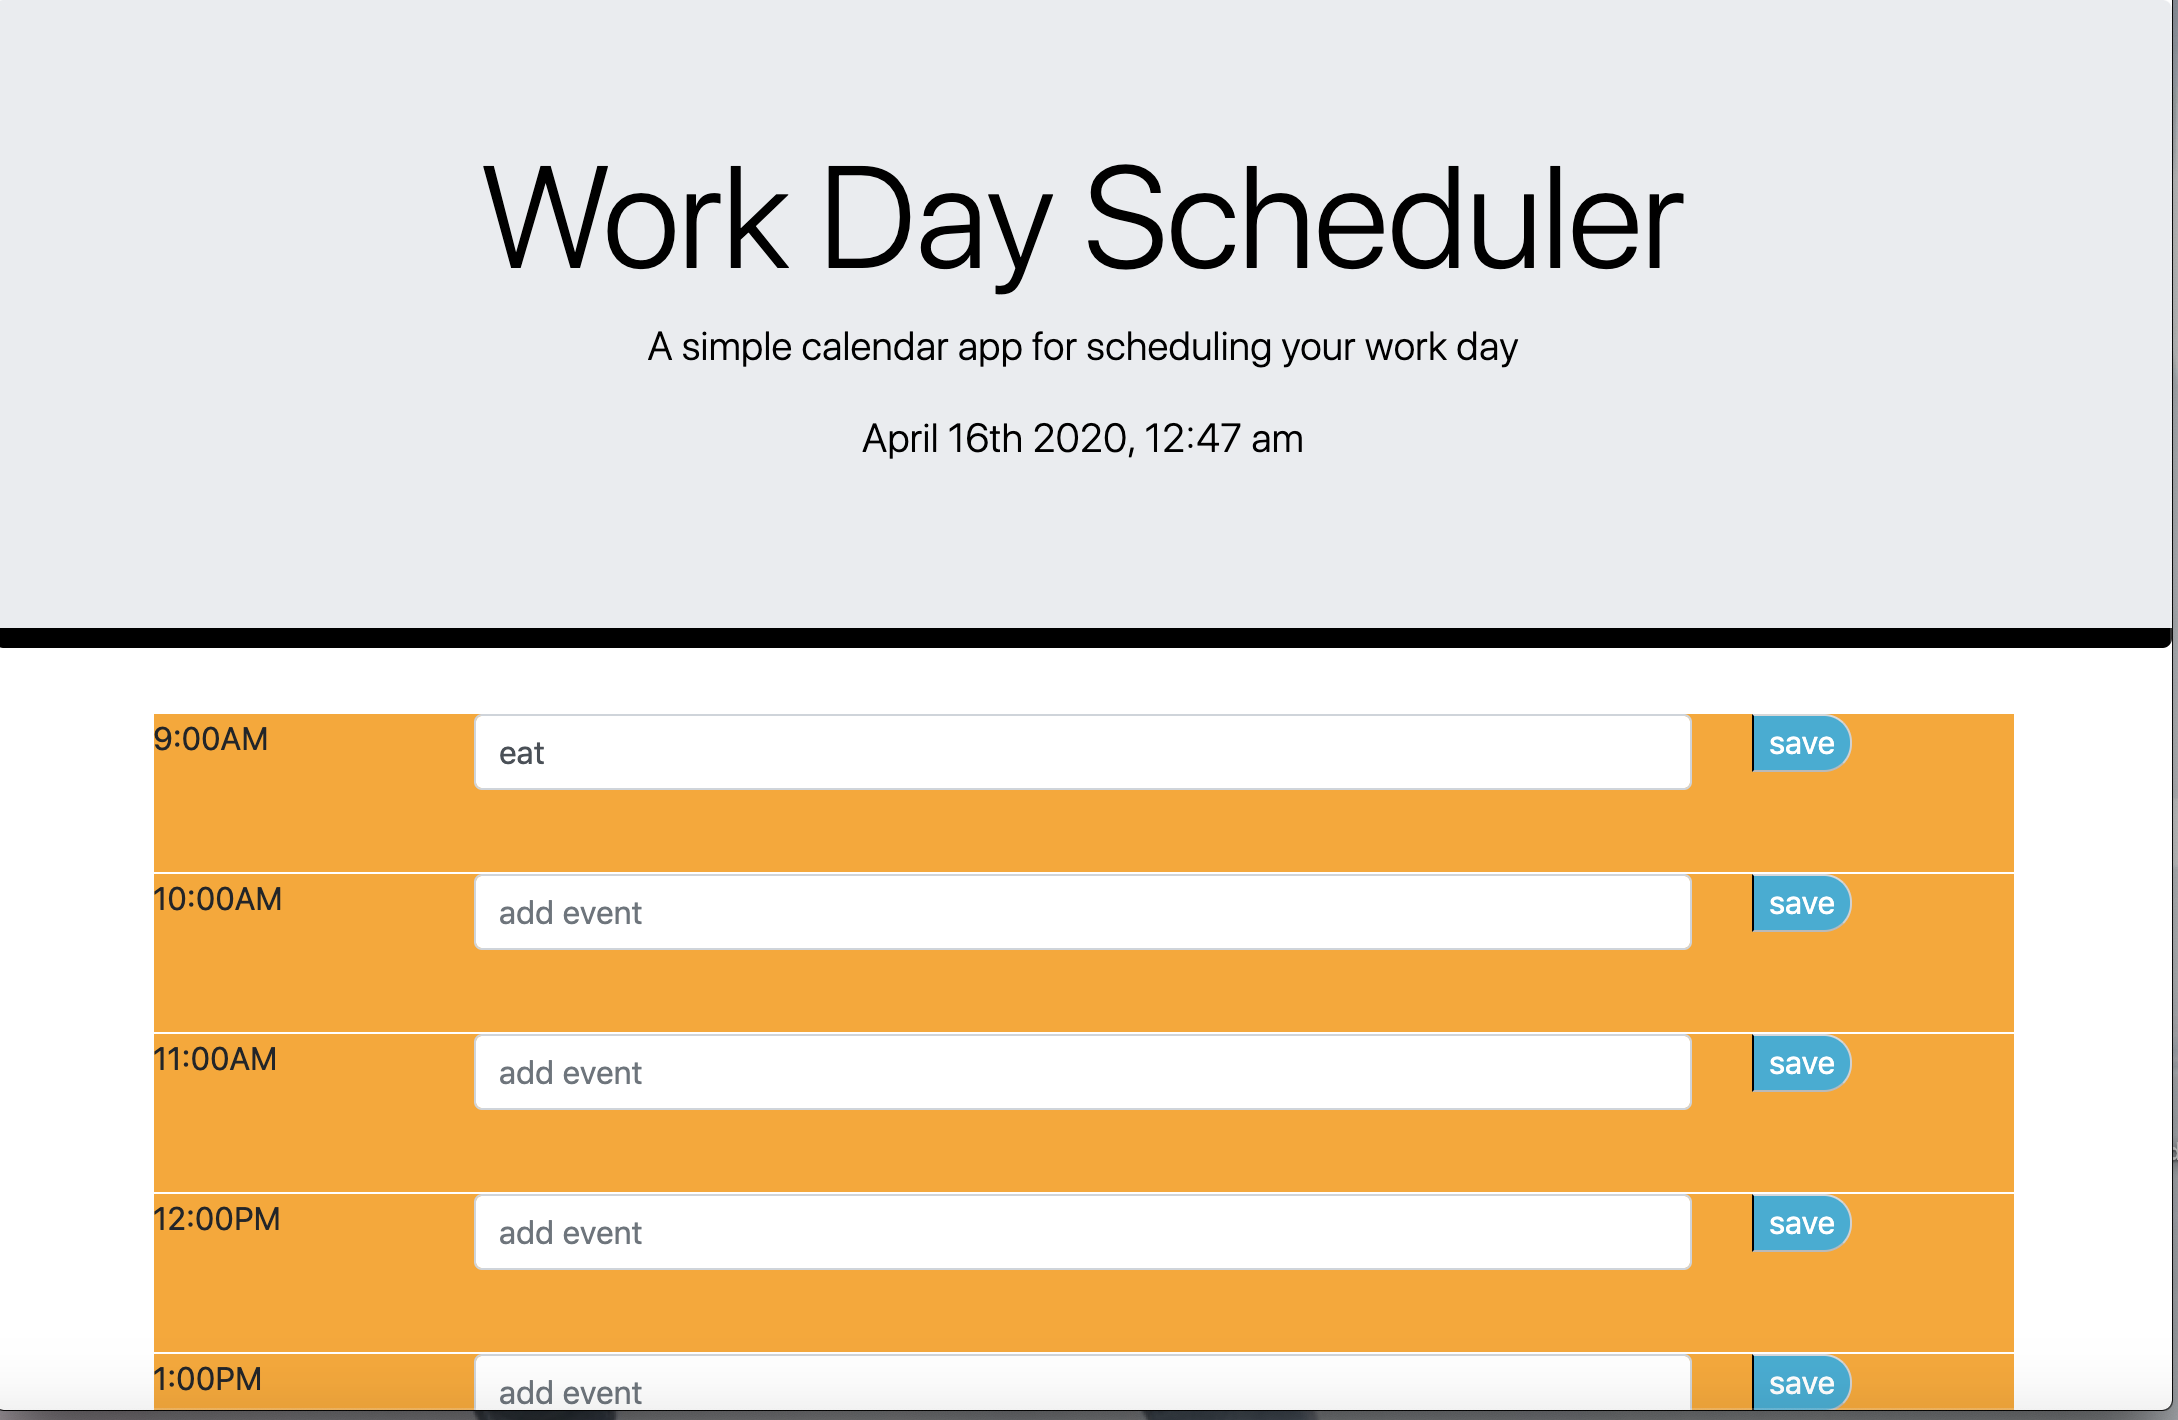 Work Day Scheduler
A simple calendar app for scheduling your work day
April 16th 2020, 12:47 am
9:00AM eat save
10:00AM add event save
11:00AM add event save
12:00PM add event save
1:00PM add event save